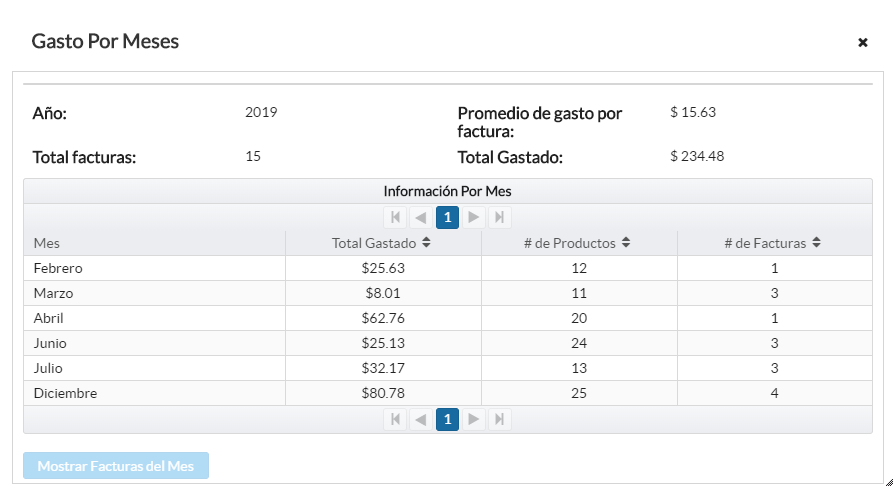 Gasto Por Meses
Año: 2019 Promedio de gasto por factura: $ 15.63
Total facturas: 15 Total Gastado: $ 234.48
Información Por Mes
1
Mes Total Gastado # de Productos # de Facturas
Febrero $25.63 12 1
Marzo $8.01 11 3
Abril $62.76 20 1
Junio $25.13 24 3
Julio $32.17 13 3
Diciembre $80.78 25 4
1
Mostrar Facturas del Mes